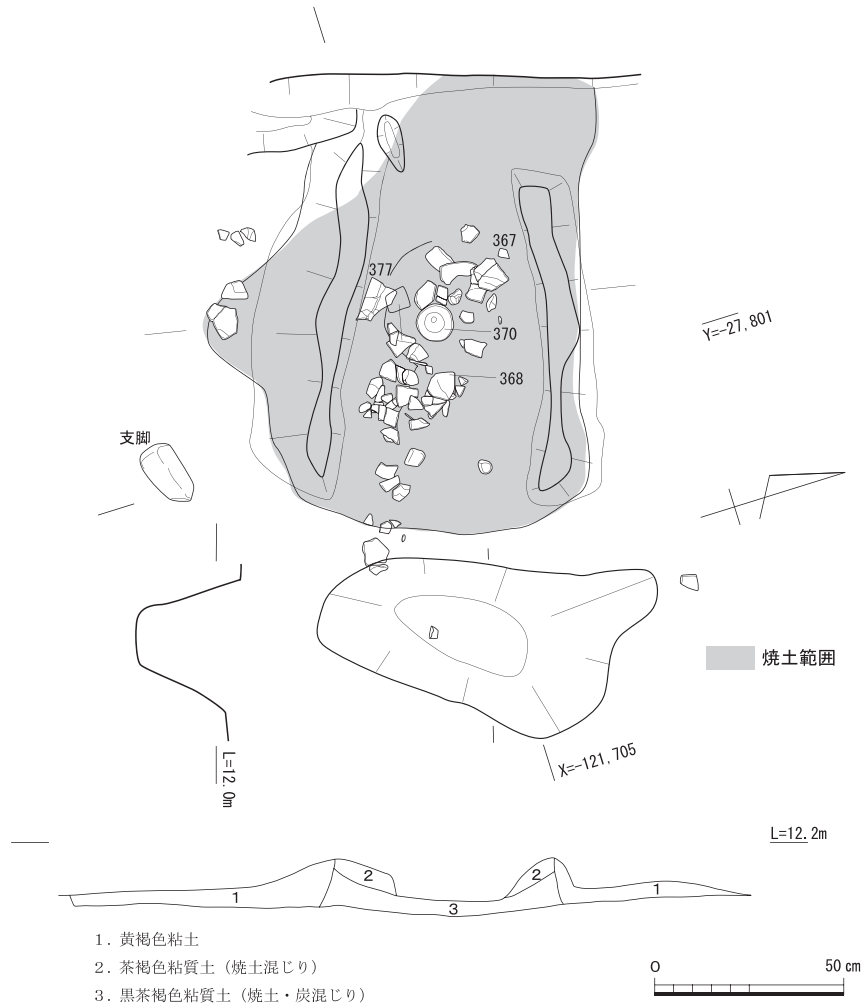 367
377
370
368
Y=-27,801
支脚
焼土範囲
X=-121,705
L=12.0m
L=12.2m
2
2
1
1
3
1. 黄褐色粘土
2. 茶褐色粘質土（焼土混じり）
3. 黒茶褐色粘質土（焼土・炭混じり）
0 50 cm